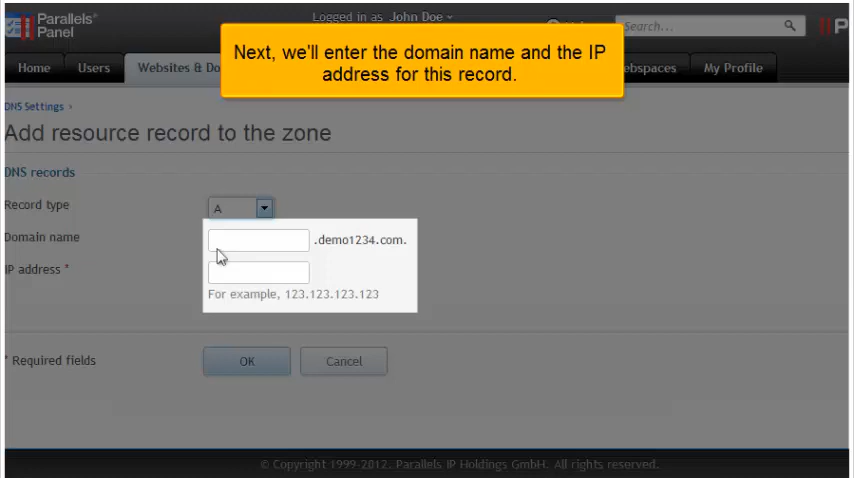 Parallels®
Panel
Logged in as John Doe
Search...
Next, we'll enter the domain name and the IP
address for this record.
Home
Users
Websites & Do
ebspaces
My Profile
DNS Settings ›
Add resource record to the zone
DNS records
Record type
A
Domain name
.demo1234.com.
IP address *
For example, 123.123.123.123
* Required fields
OK
Cancel
© Copyright 1999-2012. Parallels IP Holdings GmbH. All rights reserved.